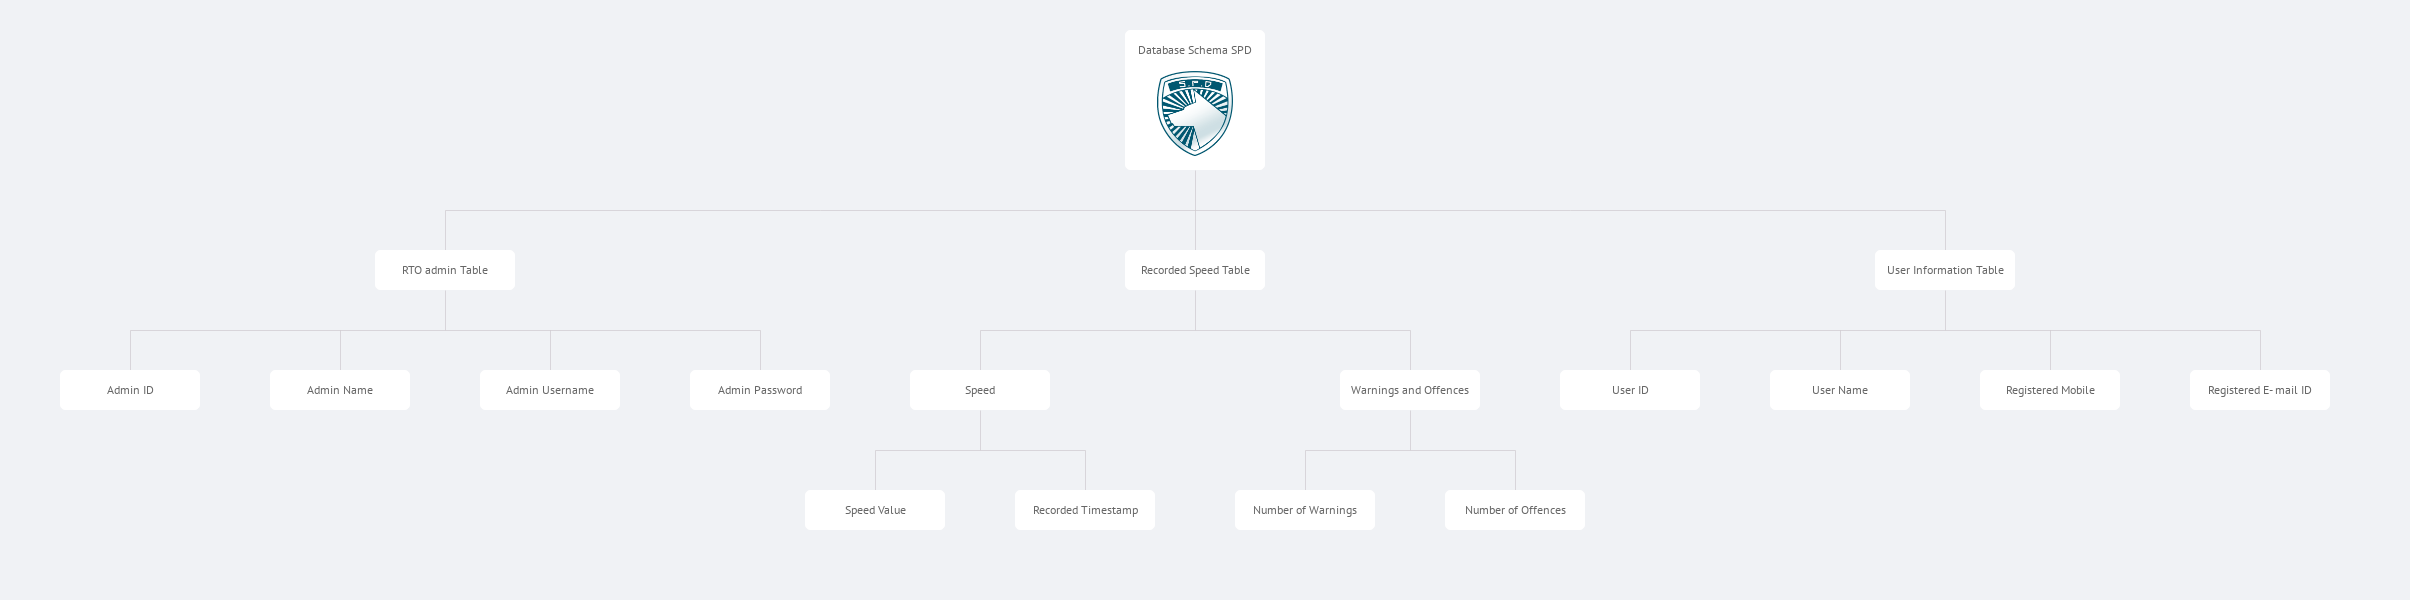 Database Schema SPD
S.P.D
RTO admin Table
Recorded Speed Table
User Information Table
Admin ID
Admin Name
Admin Username
Admin Password
Speed
Warnings and Offences
User ID
User Name
Registered Mobile
Registered E-mail ID
Speed Value
Recorded Timestamp
Number of Warnings
Number of Offences